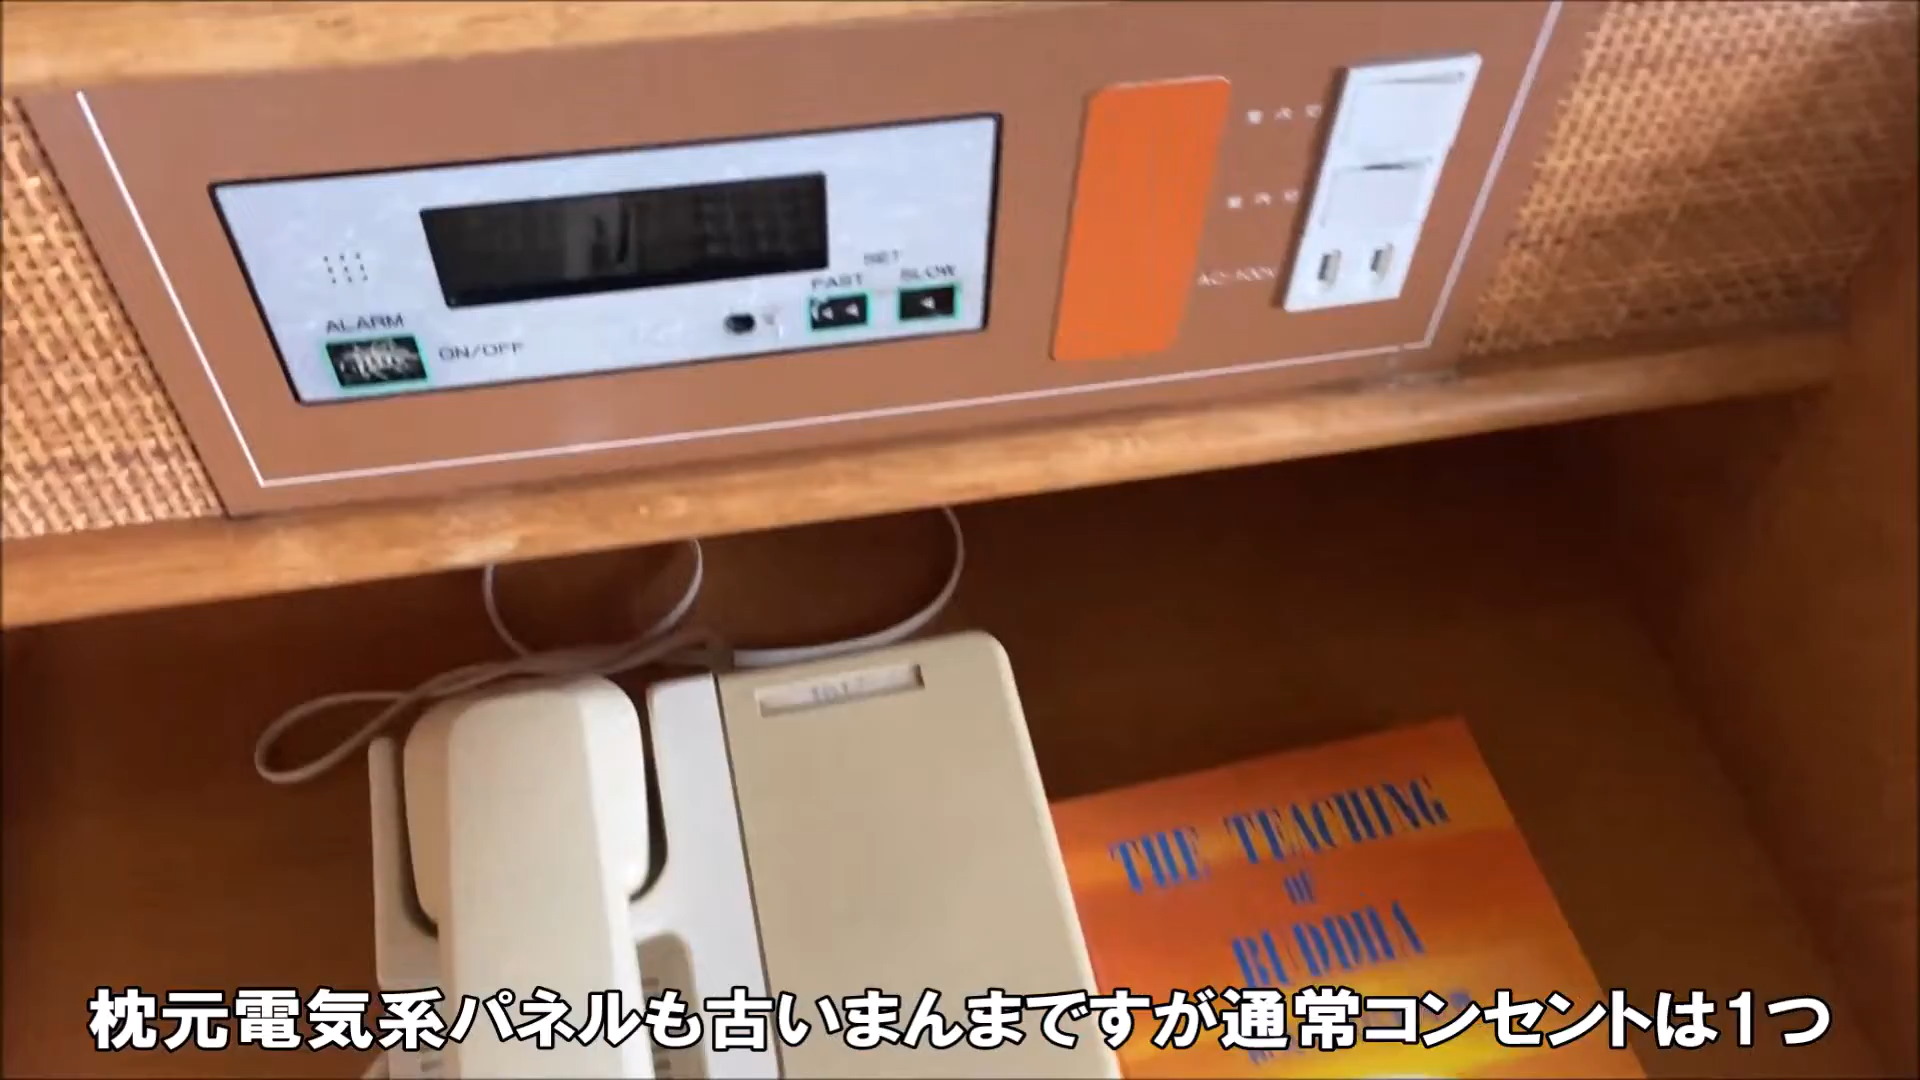 SET
FAST
SLOW
ALARM
ON/OFF
THE TEACHING
OF
BUDDHA
枕元電気系パネルも古いまんまですが通常コンセントは1つ